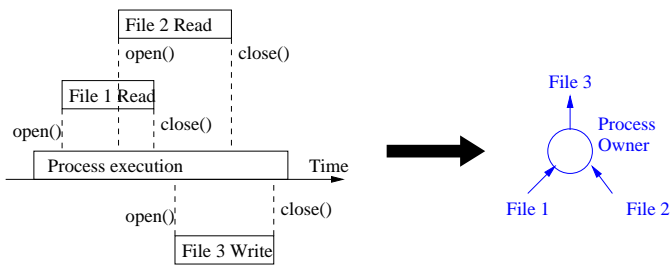 File 2 Read
open()
close()
File 1 Read
open()
close()
Process execution
Time
open()
close()
File 3 Write
File 3
Process
Owner
File 1
File 2